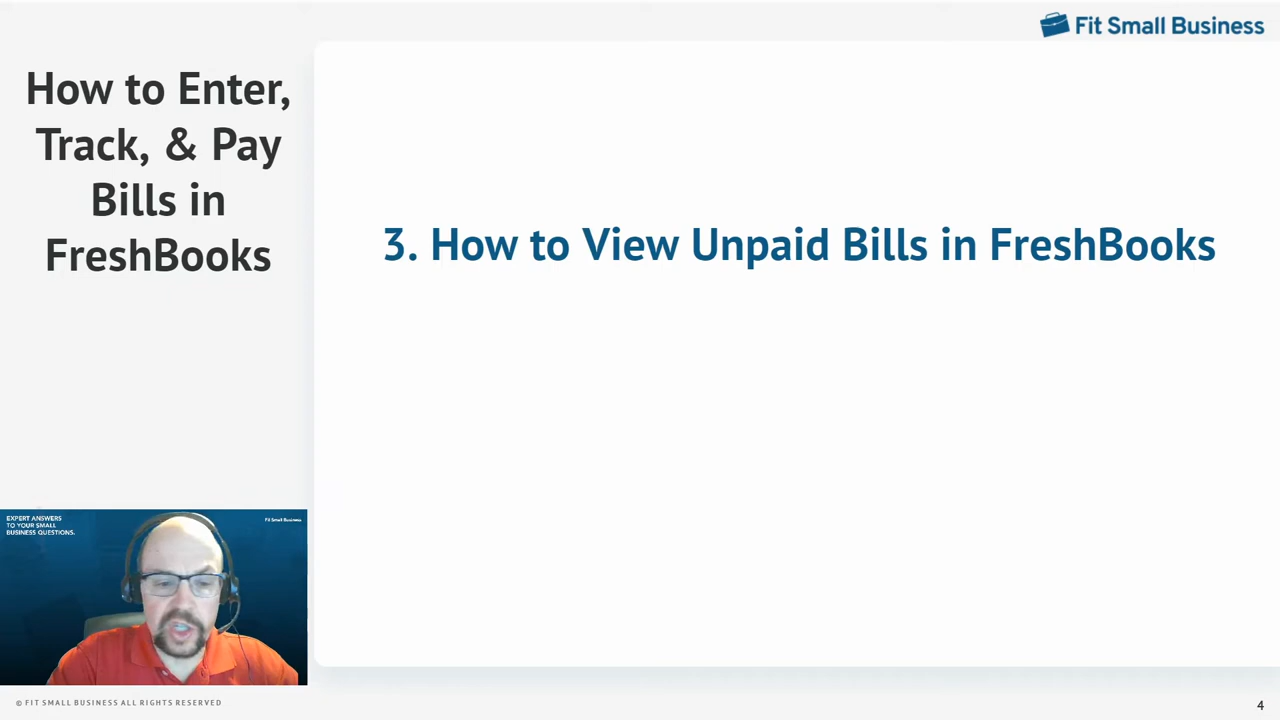 Fit Small Business
How to Enter,
Track, & Pay
Bills in
FreshBooks
3. How to View Unpaid Bills in FreshBooks
EXPERT ANSWERS
TO YOUR SMALL
BUSINESS QUESTIONS.
Fit Small Business
© FIT SMALL BUSINESS ALL RIGHTS RESERVED
4